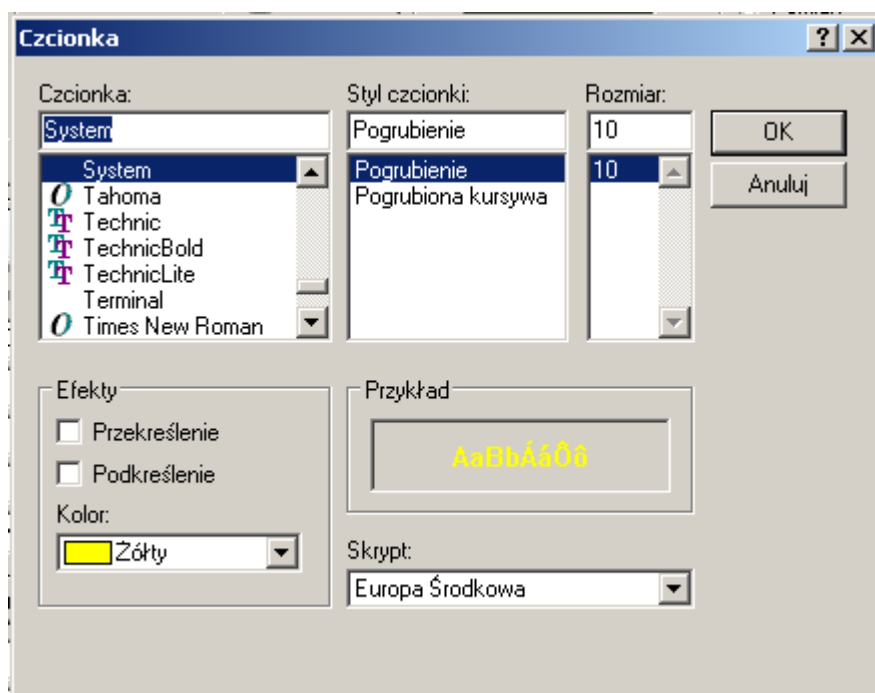 Czcionka
Czcionka:
System
System
Tahoma
Technic
TechnicBold
TechnicLite
Terminal
Times New Roman
Styl czcionki:
Pogrubienie
Pogrubienie
Pogrubiona kursywa
Rozmiar:
10
10
OK
Anuluj
Efekty
Przekreślenie
Podkreślenie
Kolor:
Żółty
Przykład
AaBbÁáÔô
Skrypt:
Europa Środkowa